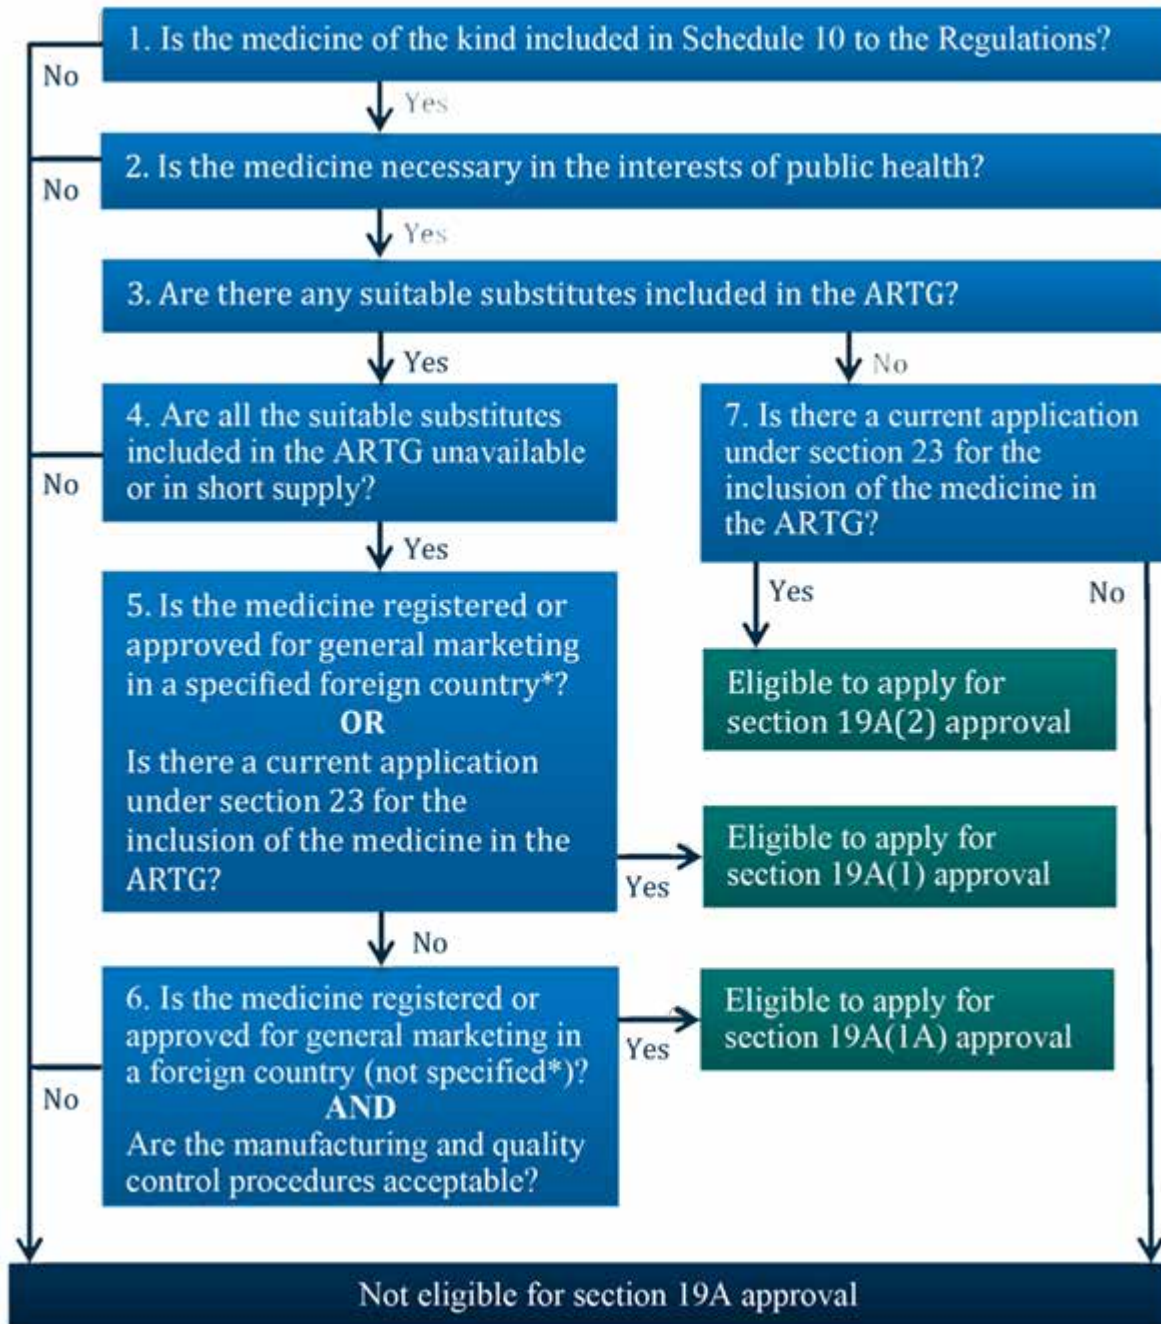 1. Is the medicine of the kind included in Schedule 10 to the Regulations?
No
Yes
2. Is the medicine necessary in the interests of public health?
No
Yes
3. Are there any suitable substitutes included in the ARTG?
Yes
No
4. Are all the suitable substitutes
included in the ARTG unavailable
or in short supply?
No
Yes
7. Is there a current application
under section 23 for the
inclusion of the medicine in
the ARTG?
Yes
No
5. Is the medicine registered or
approved for general marketing
in a specified foreign country*?
OR
Is there a current application
under section 23 for the
inclusion of the medicine in the
ARTG?
Yes
No
Eligible to apply for
section 19A(2) approval
Eligible to apply for
section 19A(1) approval
6. Is the medicine registered or
approved for general marketing in
a foreign country (not specified*)?
AND
Are the manufacturing and quality
control procedures acceptable?
Yes
No
Eligible to apply for
section 19A(1A) approval
Not eligible for section 19A approval